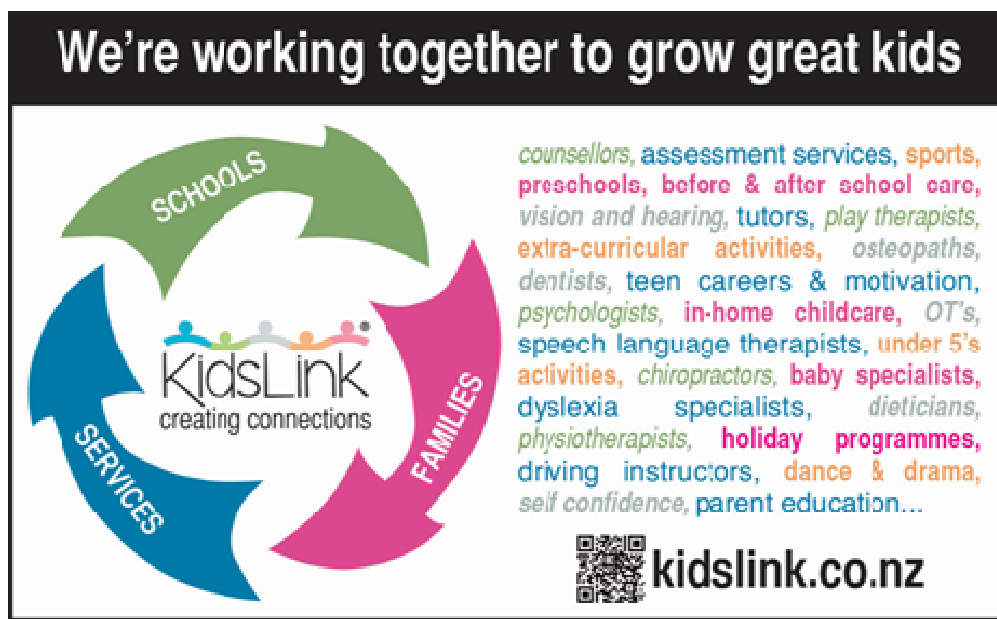 We're working together to grow great kids
SCHOOLS
FAMILIES
SERVICES
KidsLink
creating connections
counsellors, assessment services, sports,
preschools, before & after school care,
vision and hearing, tutors, play therapists,
extra-curricular activities, osteopaths,
dentists, teen careers & motivation,
psychologists, in-home childcare, OT's,
speech language therapists, under 5's
activities, chiropractors, baby specialists,
dyslexia specialists, dieticians,
physiotherapists, holiday programmes,
driving instructors, dance & drama,
self confidence, parent education...
kidslink.co.nz